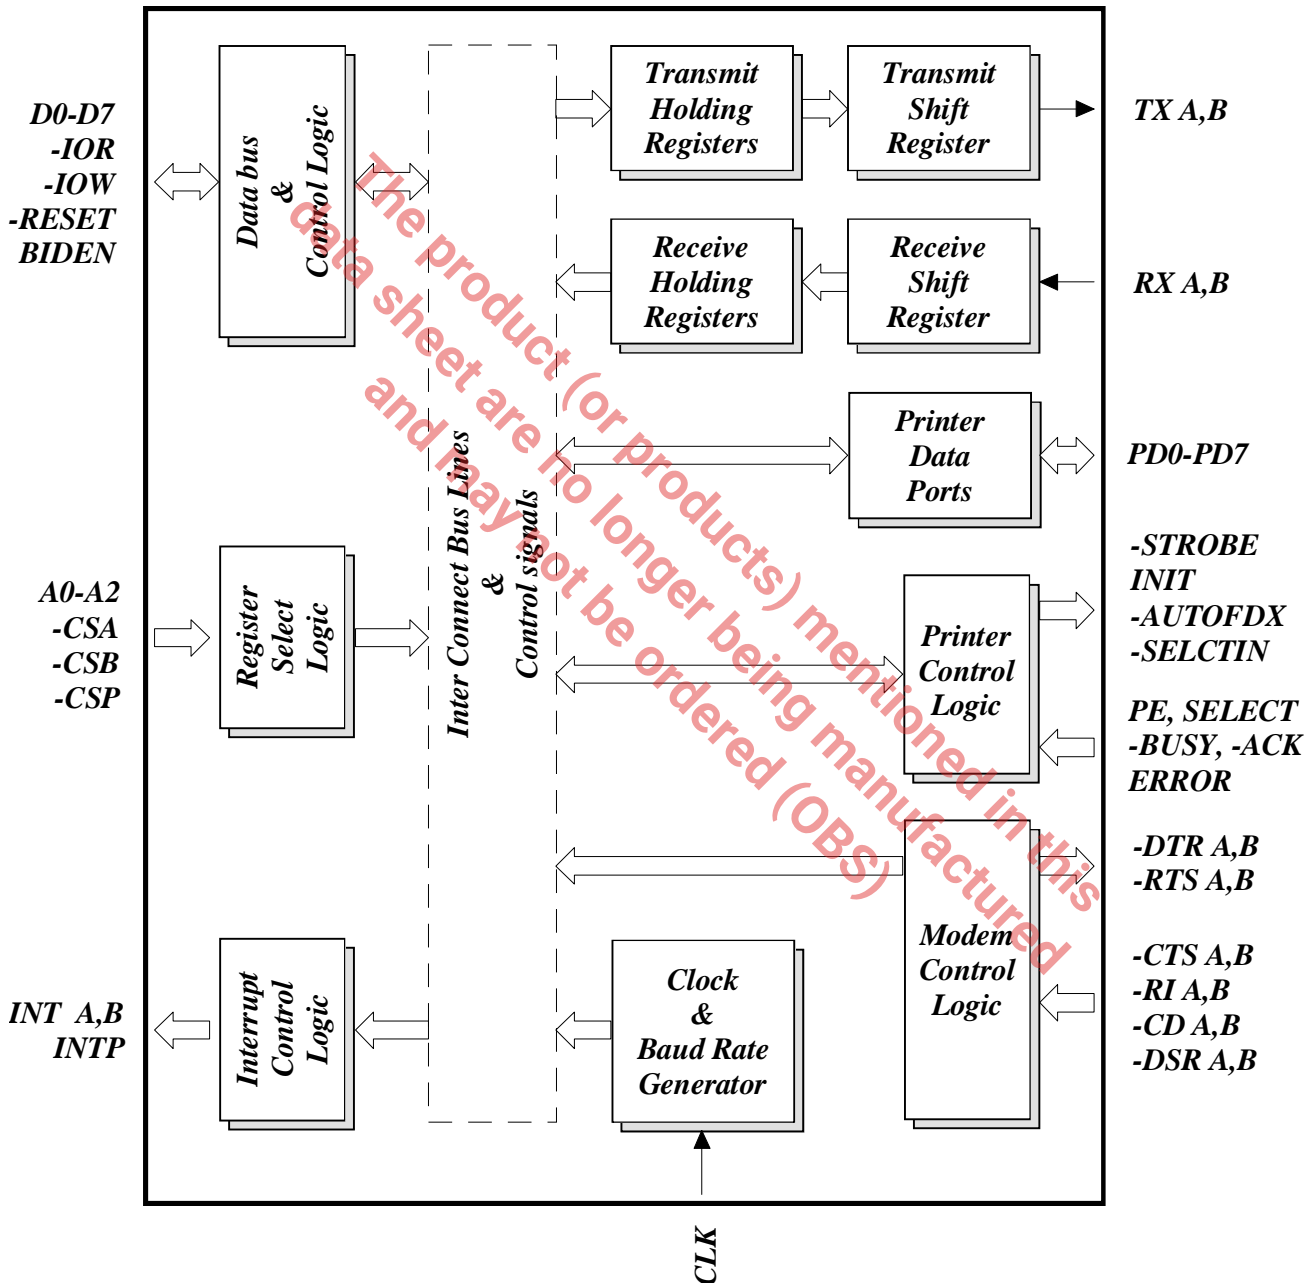 D0-D7
-IOR
-IOW
-RESET
BIDEN
A0-A2
-CSA
-CSB
-CSP
INT A,B
INTP
Data bus
&
Control Logic
Register
Select
Logic
Interrupt
Control
Logic
Inter Connect Bus Lines
&
Control signals
Transmit
Holding
Registers
Transmit
Shift
Register
Receive
Holding
Registers
Receive
Shift
Register
Printer
Data
Ports
Printer
Control
Logic
Modem
Control
Logic
Clock
&
Baud Rate
Generator
TX A,B
RX A,B
PD0-PD7
-STROBE
INIT
-AUTOFDX
-SELCTIN
PE, SELECT
-BUSY, -ACK
ERROR
-DTR A,B
-RTS A,B
-CTS A,B
-RI A,B
-CD A,B
-DSR A,B
CLK
The product (or products) mentioned in this
data sheet are no longer being manufactured
and may not be ordered (OBS)